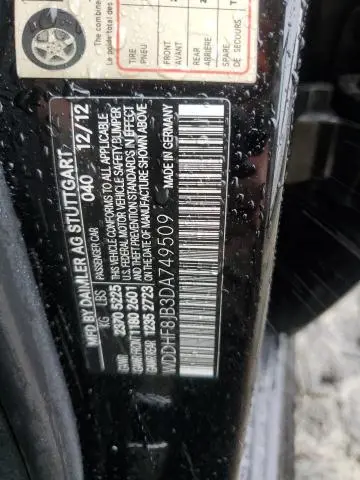 The combine
TIRE
PNEU
FRONT
AVANT
REAR
ARRIÈRE
SPARE
DE SECOURS
MFD BY DAIMLER AG STUTTGART
040 12/12
PASSENGER CAR
KG LBS
GVWR 2370 5225
GAWR FRONT 1180 2601
GAWR REAR 1235 2723
THIS VEHICLE CONFORMS TO ALL APPLICABLE
U.S. FEDERAL MOTOR VEHICLE SAFETY, BUMPER
AND THEFT PREVENTION STANDARDS IN EFFECT
ON THE DATE OF MANUFACTURE SHOWN ABOVE
WDDHF8JB3DA749509
MADE IN GERMANY